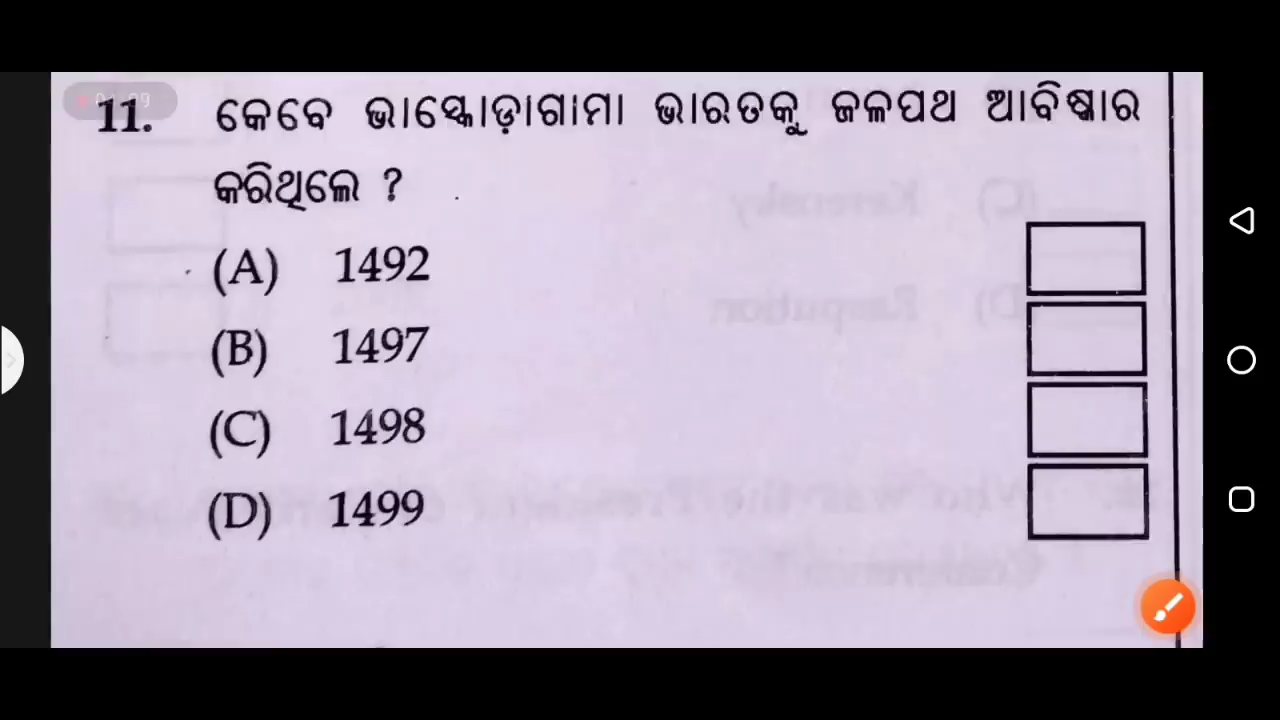 11. କେବେ ଭାସ୍କୋଡ଼ାଗାମା ଭାରତକୁ ଜଳପଥ ଆବିଷ୍କାର
କରିଥିଲେ ?
(A) 1492
(B) 1497
(C) 1498
(D) 1499